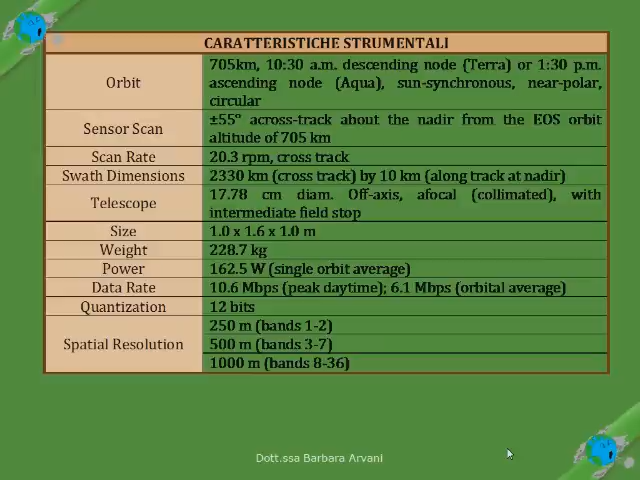 CARATTERISTICHE STRUMENTALI
Orbit
705km, 10:30 a.m. descending node (Terra) or 1:30 p.m.
ascending node (Aqua), sun-synchronous, near-polar,
circular
Sensor Scan
±55° across-track about the nadir from the EOS orbit
altitude of 705 km
Scan Rate
20.3 rpm, cross track
Swath Dimensions
2330 km (cross track) by 10 km (along track at nadir)
Telescope
17.78 cm diam. Off-axis, afocal (collimated), with
intermediate field stop
Size
1.0 x 1.6 x 1.0 m
Weight
228.7 kg
Power
162.5 W (single orbit average)
Data Rate
10.6 Mbps (peak daytime); 6.1 Mbps (orbital average)
Quantization
12 bits
Spatial Resolution
250 m (bands 1-2)
500 m (bands 3-7)
1000 m (bands 8-36)
Dott.ssa Barbara Arvani